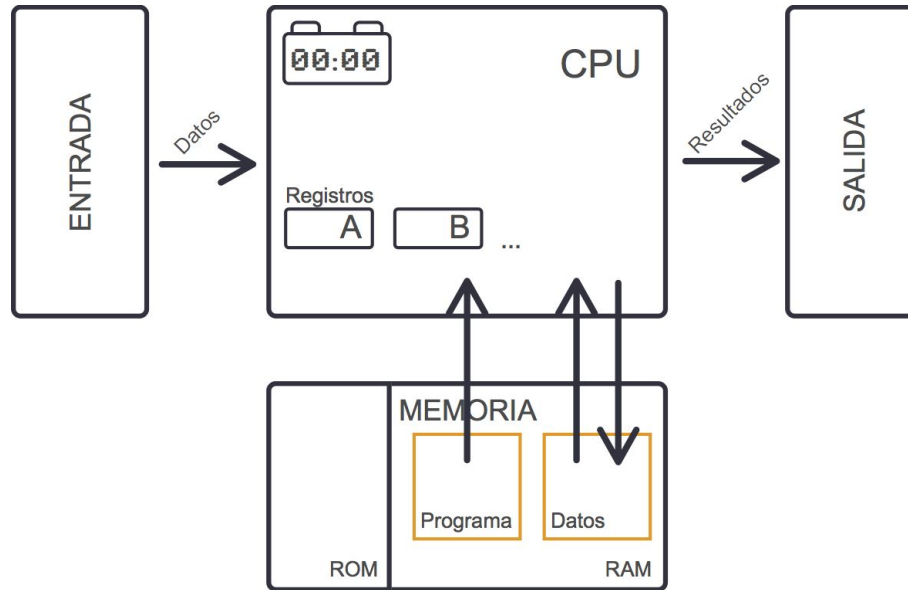 ENTRADA
Datos
00:00
CPU
Registros
A
B
...
Resultados
SALIDA
MEMORIA
Programa
Datos
ROM
RAM